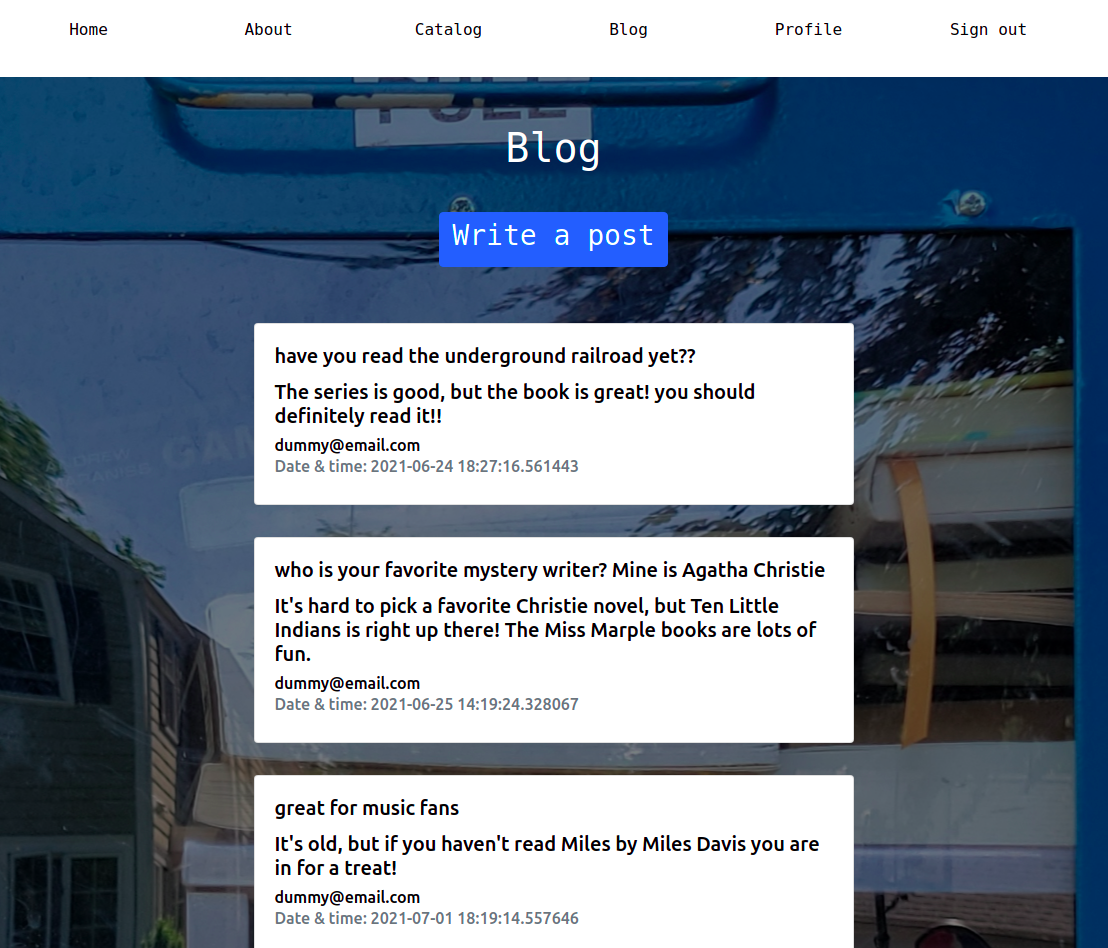 Home About Catalog Blog Profile Sign out
PULL
Blog
Write a post
have you read the underground railroad yet??
The series is good, but the book is great! you should
definitely read it!!
dummy@email.com
Date & time: 2021-06-24 18:27:16.561443
who is your favorite mystery writer? Mine is Agatha Christie
It's hard to pick a favorite Christie novel, but Ten Little
Indians is right up there! The Miss Marple books are lots of
fun.
dummy@email.com
Date & time: 2021-06-25 14:19:24.328067
great for music fans
It's old, but if you haven't read Miles by Miles Davis you are
in for a treat!
dummy@email.com
Date & time: 2021-07-01 18:19:14.557646